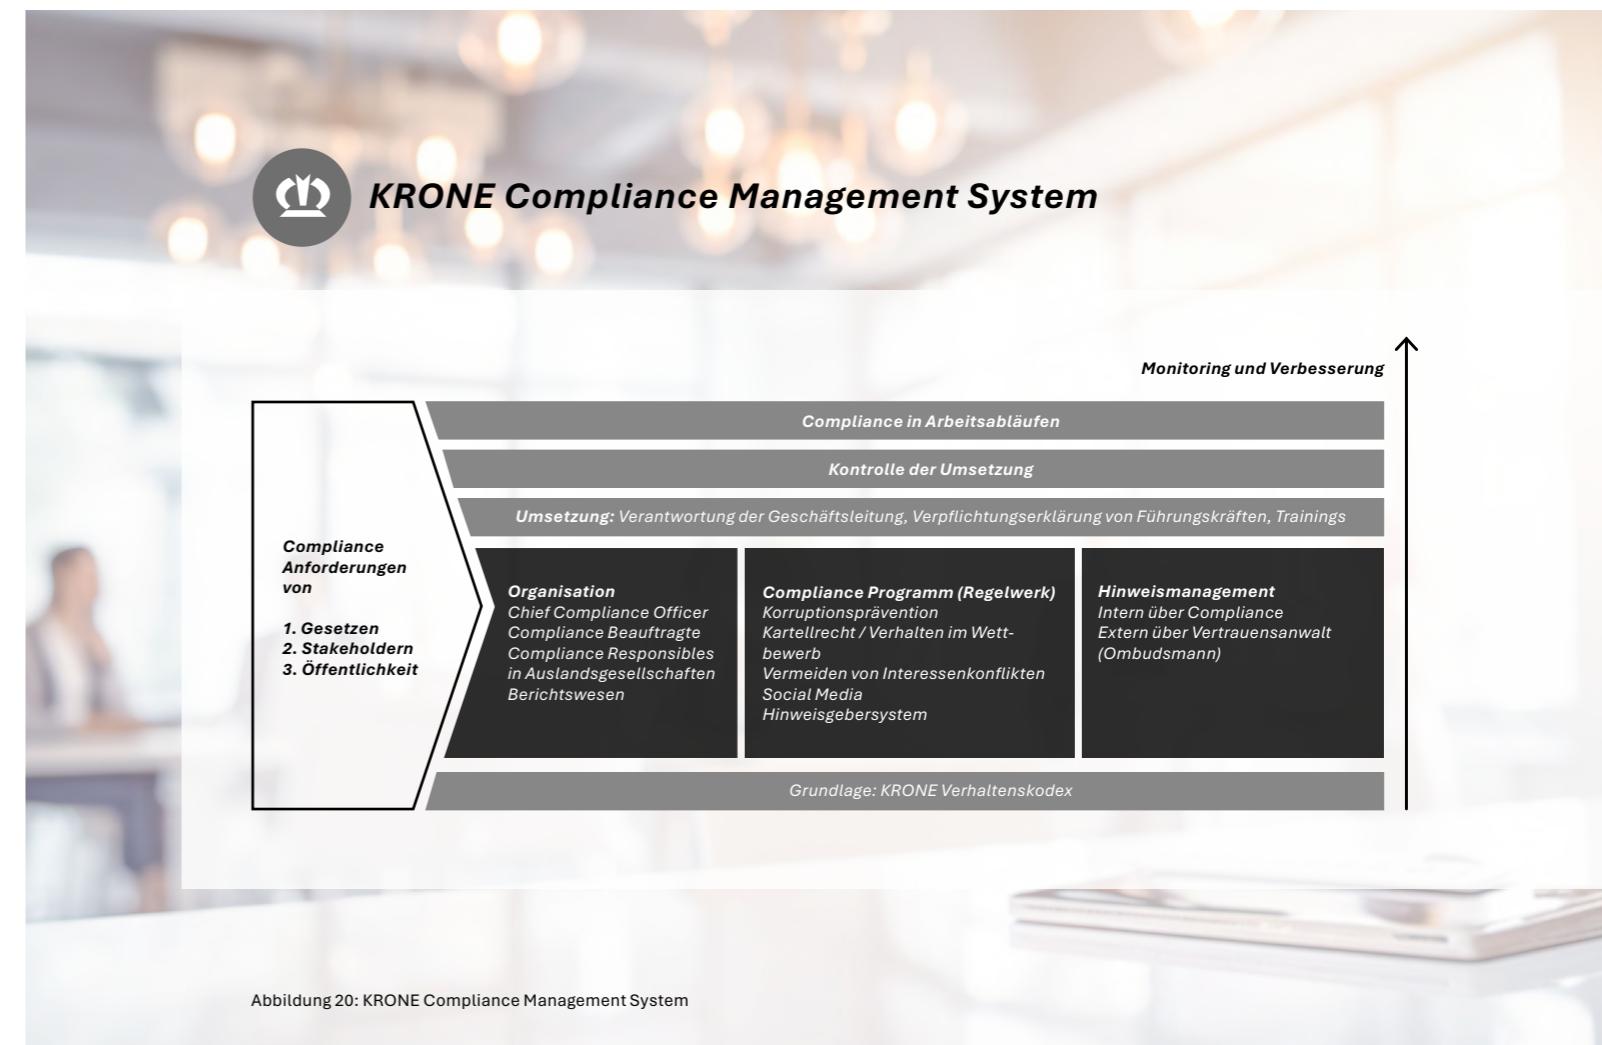 KRONE Compliance Management System
Monitoring und Verbesserung
Compliance in Arbeitsabläufen
Kontrolle der Umsetzung
Umsetzung: Verantwortung der Geschäftsleitung, Verpflichtungserklärung von Führungskräften, Trainings
Compliance
Anforderungen
von
1. Gesetzen
2. Stakeholdern
3. Öffentlichkeit
Organisation
Chief Compliance Officer
Compliance Beauftragte
Compliance Responsibles
in Auslandsgesellschaften
Berichtswesen
Compliance Programm (Regelwerk)
Korruptionsprävention
Kartellrecht / Verhalten im Wett-
bewerb
Vermeiden von Interessenkonflikten
Social Media
Hinweisgebersystem
Hinweismanagement
Intern über Compliance
Extern über Vertrauensanwalt
(Ombudsmann)
Grundlage: KRONE Verhaltenskodex
Abbildung 20: KRONE Compliance Management System